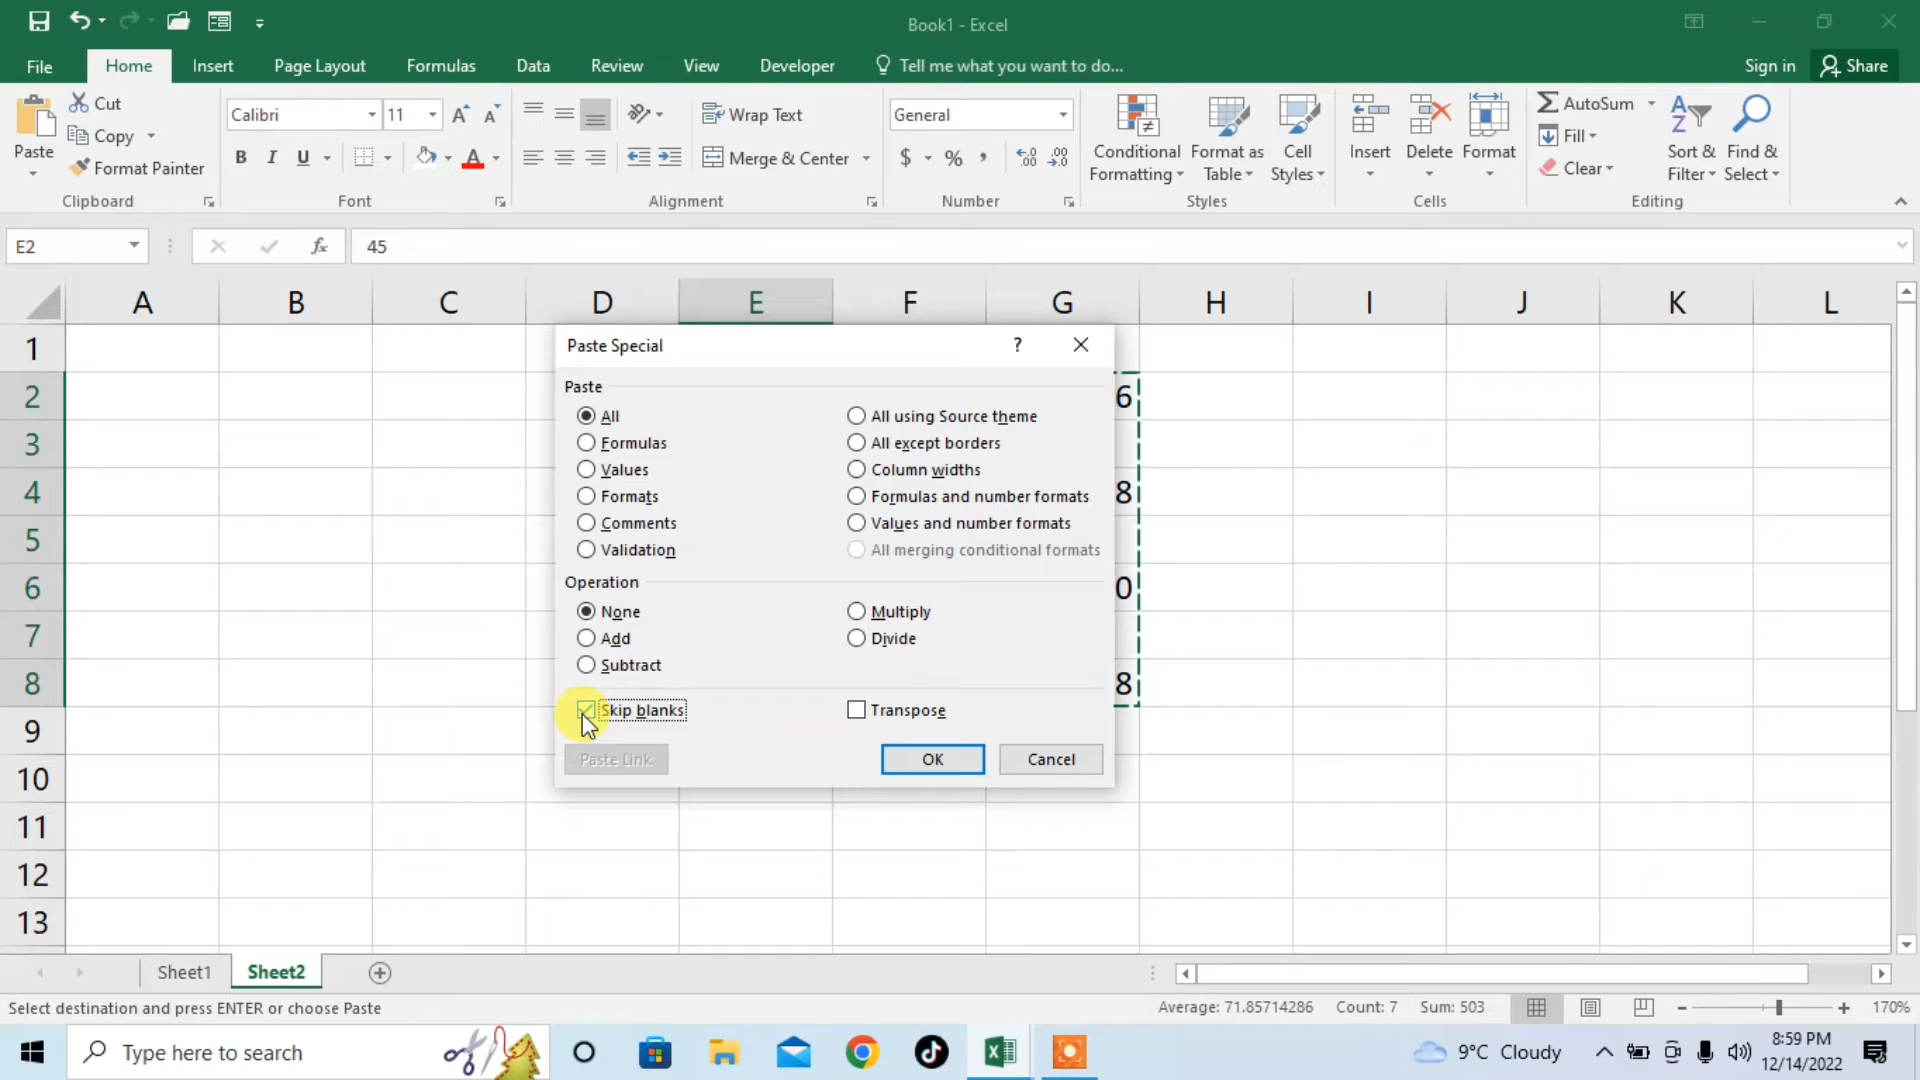 Book1 - Excel
File Home Insert Page Layout Formulas Data Review View Developer Tell me what you want to do... Sign in Share
Paste
Cut
Copy
Format Painter
Clipboard
Calibri 11
B I U A
Font
Wrap Text
Merge & Center
Alignment
General
$ % ,
Number
Conditional Formatting
Format as Table
Cell Styles
Styles
Insert Delete Format
Cells
AutoSum
Fill
Clear
Sort & Filter
Find & Select
Editing
E2 fx 45
A B C D E F G H I J K L
1
2 6
3
4 8
5
6 0
7
8 8
9
10
11
12
13
Paste Special ?
Paste
All All using Source theme
Formulas All except borders
Values Column widths
Formats Formulas and number formats
Comments Values and number formats
Validation All merging conditional formats
Operation
None Multiply
Add Divide
Subtract
Skip blanks Transpose
Paste Link OK Cancel
Sheet1 Sheet2
Select destination and press ENTER or choose Paste Average: 71.85714286 Count: 7 Sum: 503 170%
Type here to search 9°C Cloudy 8:59 PM
12/14/2022